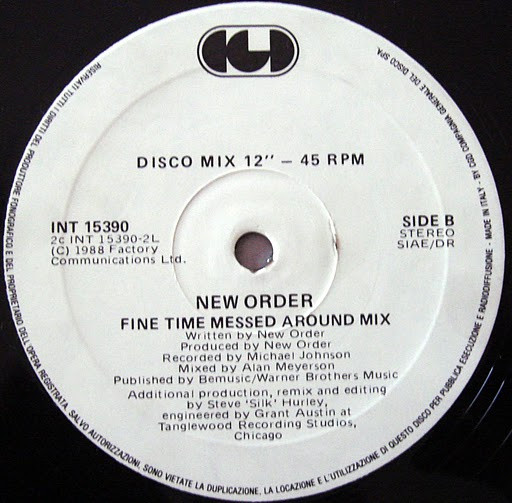 CGD
DISCO MIX 12" — 45 RPM
INT 15390
2c INT 15390-2L
(C) 1988 Factory
Communications Ltd.
SIDE B
STEREO
SIAE/DR
NEW ORDER
FINE TIME MESSED AROUND MIX
Written by New Order
Produced by New Order
Recorded by Michael Johnson
Mixed by Alan Meyerson
Published by Bemusic/Warner Brothers Music
Additional production, remix and editing
by Steve 'Silk' Hurley,
engineered by Grant Austin at
Tanglewood Recording Studios,
Chicago
RISERVATI TUTTI I DIRITTI DEL PRODUTTORE FONOGRAFICO E DEL PROPRIETARIO DELL'OPERA REGISTRATA. SALVO AUTORIZZAZIONI, SONO VIETATE LA DUPLICAZIONE, LA LOCAZIONE E L'UTILIZZAZIONE DI QUESTO DISCO PER PUBBLICA ESECUZIONE E RADIODIFFUSIONE - MADE IN ITALY - BY CGD COMPAGNIA GENERALE DEL DISCO SPA